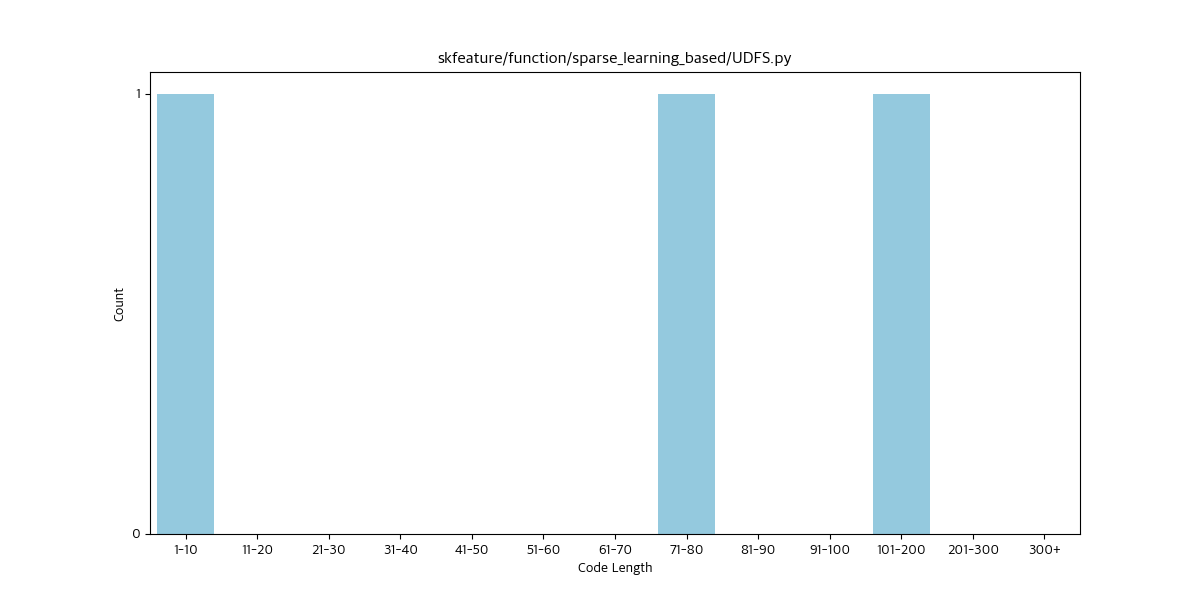 skfeature/function/sparse_learning_based/UDFS.py
1
Count
0
1-10 11-20 21-30 31-40 41-50 51-60 61-70 71-80 81-90 91-100 101-200 201-300 300+
Code Length